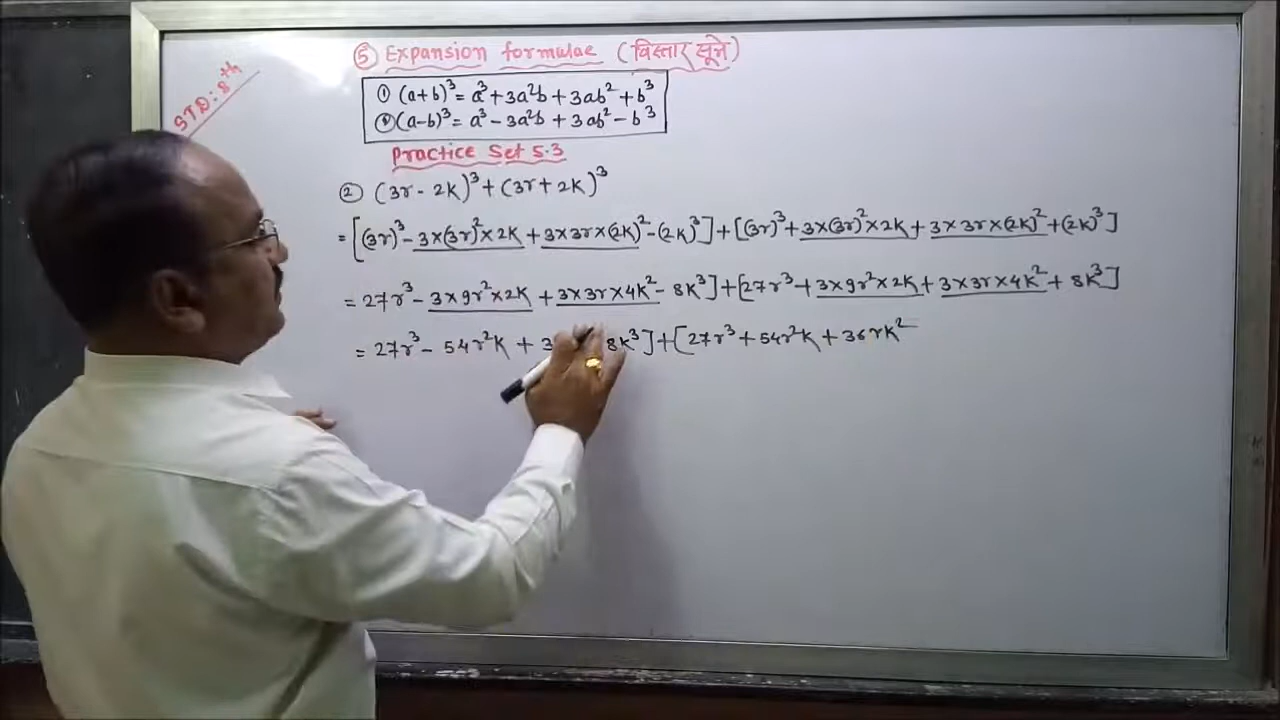 STD: 8th
⑤ Expansion formulae (विस्तार सूत्रे)
① (a+b)³ = a³ + 3a²b + 3ab² + b³
② (a-b)³ = a³ - 3a²b + 3ab² - b³
Practice Set 5.3
② (3r - 2k)³ + (3r + 2k)³
= [(3r)³ - 3×(3r)²×2k + 3×3r×(2k)² - (2k)³] + [(3r)³ + 3×(3r)²×2k + 3×3r×(2k)² + (2k)³]
= 27r³ - 3×9r²×2k + 3×3r×4k² - 8k³] + [27r³ + 3×9r²×2k + 3×3r×4k² + 8k³]
= 27r³ - 54r²k + 3 8k³] + [27r³ + 54r²k + 36rk²